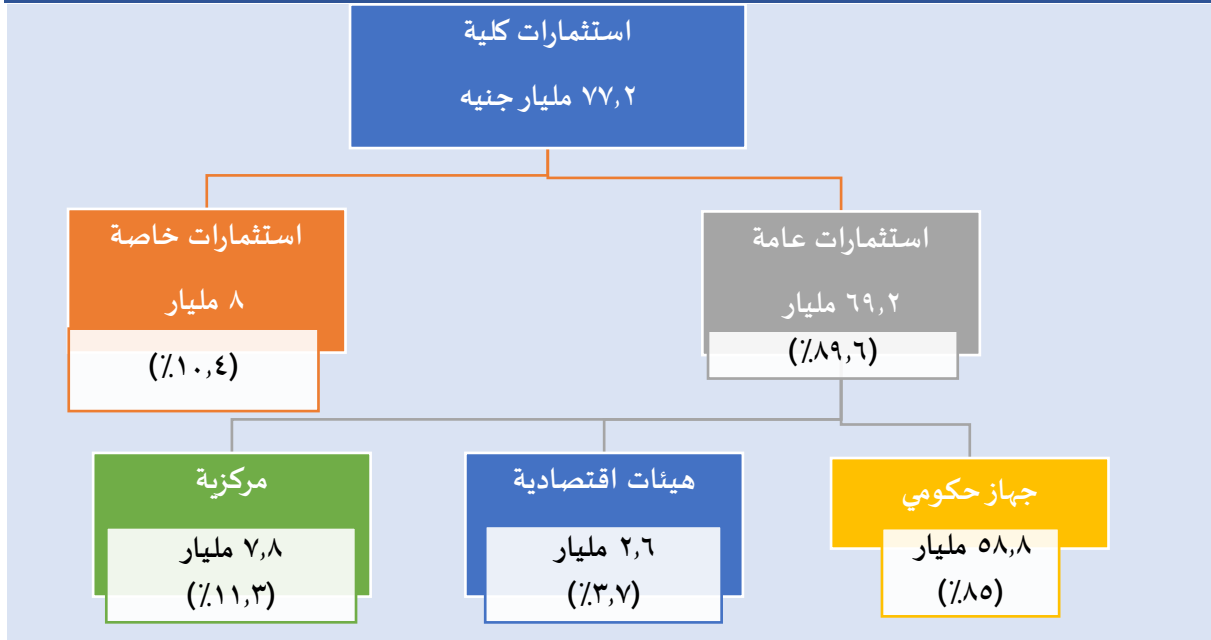 استثمارات كلية
٧٧,٢ مليار جنيه
استثمارات عامة
٦٩,٢ مليار
(٨٩,٦٪)
استثمارات خاصة
٨ مليار
(١٠,٤٪)
جهاز حكومي
٥٨,٨ مليار
(٨٥٪)
هيئات اقتصادية
٢,٦ مليار
(٣,٧٪)
مركزية
٧,٨ مليار
(١١,٣٪)